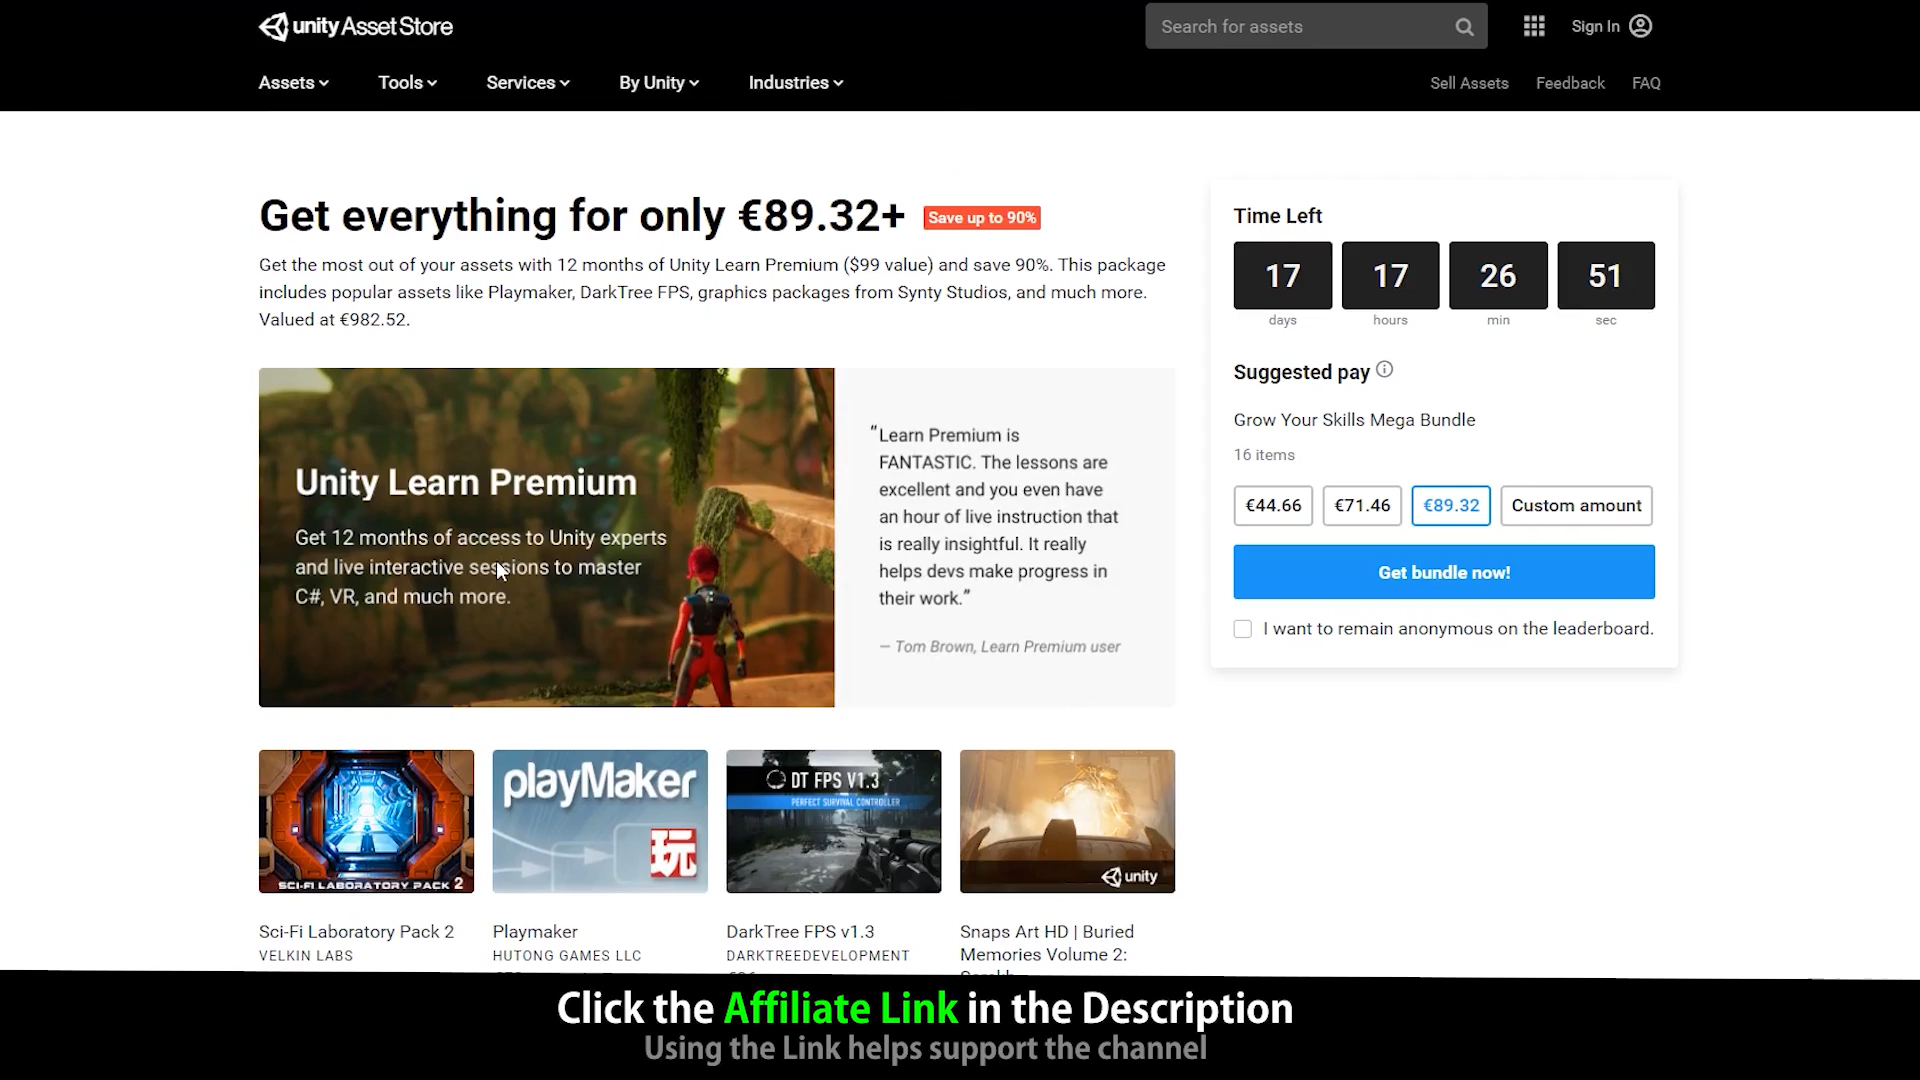 unity Asset Store
Search for assets
Sign In
Assets
Tools
Services
By Unity
Industries
Sell Assets
Feedback
FAQ
Get everything for only €89.32+
Save up to 90%
Get the most out of your assets with 12 months of Unity Learn Premium ($99 value) and save 90%. This package
includes popular assets like Playmaker, DarkTree FPS, graphics packages from Synty Studios, and much more.
Valued at €982.52.
Time Left
17
17
26
51
days
hours
min
sec
Suggested pay
Grow Your Skills Mega Bundle
16 items
€44.66
€71.46
€89.32
Custom amount
Get bundle now!
I want to remain anonymous on the leaderboard.
Unity Learn Premium
Get 12 months of access to Unity experts
and live interactive sessions to master
C#, VR, and much more.
“Learn Premium is
FANTASTIC. The lessons are
excellent and you even have
an hour of live instruction that
is really insightful. It really
helps devs make progress in
their work.”
— Tom Brown, Learn Premium user
SCI-FI LABORATORY PACK 2
playMaker
玩
DT FPS V1.3
PERFECT SURVIVAL CONTROLLER
unity
Sci-Fi Laboratory Pack 2
VELKIN LABS
Playmaker
HUTONG GAMES LLC
DarkTree FPS v1.3
DARKTREEDEVELOPMENT
Snaps Art HD | Buried
Memories Volume 2:
Click the Affiliate Link in the Description
Using the Link helps support the channel